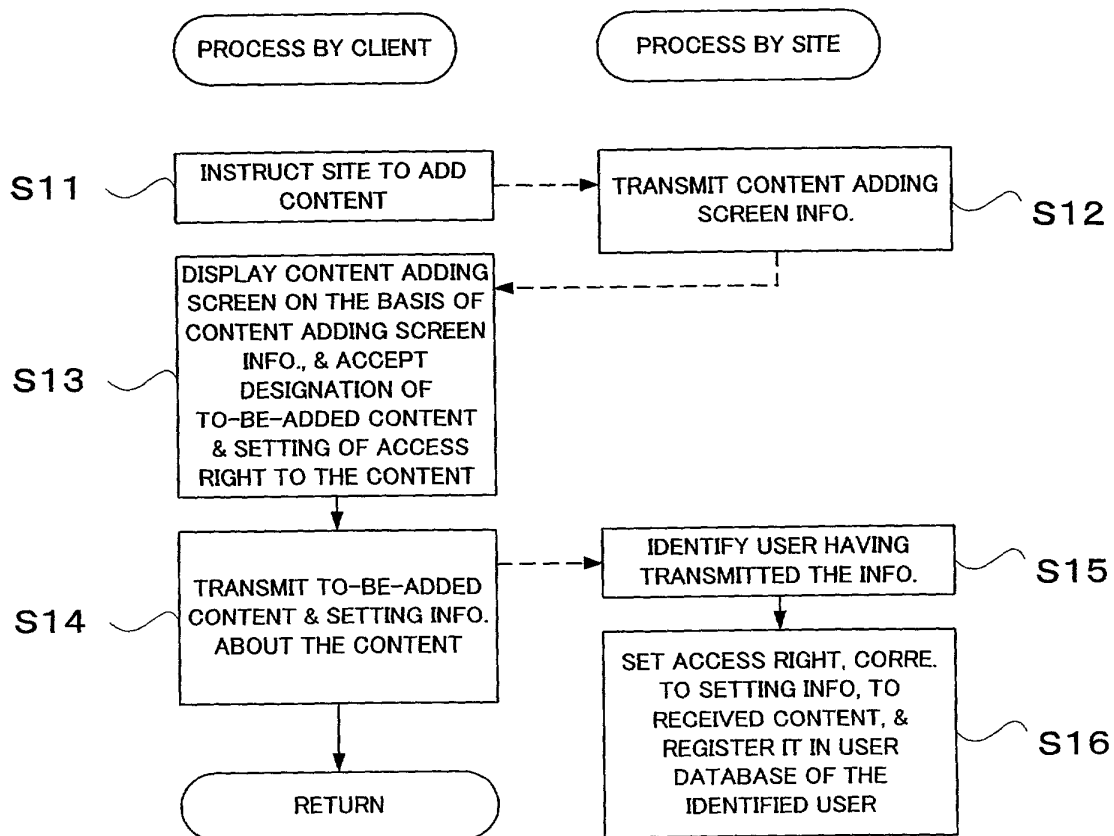 PROCESS BY CLIENT
PROCESS BY SITE
S11
INSTRUCT SITE TO ADD
CONTENT
TRANSMIT CONTENT ADDING
SCREEN INFO.
S12
DISPLAY CONTENT ADDING
SCREEN ON THE BASIS OF
CONTENT ADDING SCREEN
INFO., & ACCEPT
DESIGNATION OF
TO-BE-ADDED CONTENT
& SETTING OF ACCESS
RIGHT TO THE CONTENT
S13
S14
TRANSMIT TO-BE-ADDED
CONTENT & SETTING INFO.
ABOUT THE CONTENT
IDENTIFY USER HAVING
TRANSMITTED THE INFO.
S15
SET ACCESS RIGHT, CORRE.
TO SETTING INFO, TO
RECEIVED CONTENT, &
REGISTER IT IN USER
DATABASE OF THE
IDENTIFIED USER
S16
RETURN